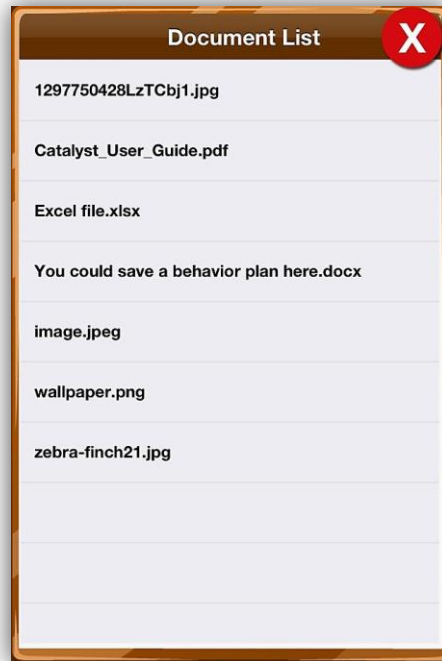 Document List
X
1297750428LzTCbj1.jpg
Catalyst_User_Guide.pdf
Excel file.xlsx
You could save a behavior plan here.docx
image.jpeg
wallpaper.png
zebra-finch21.jpg